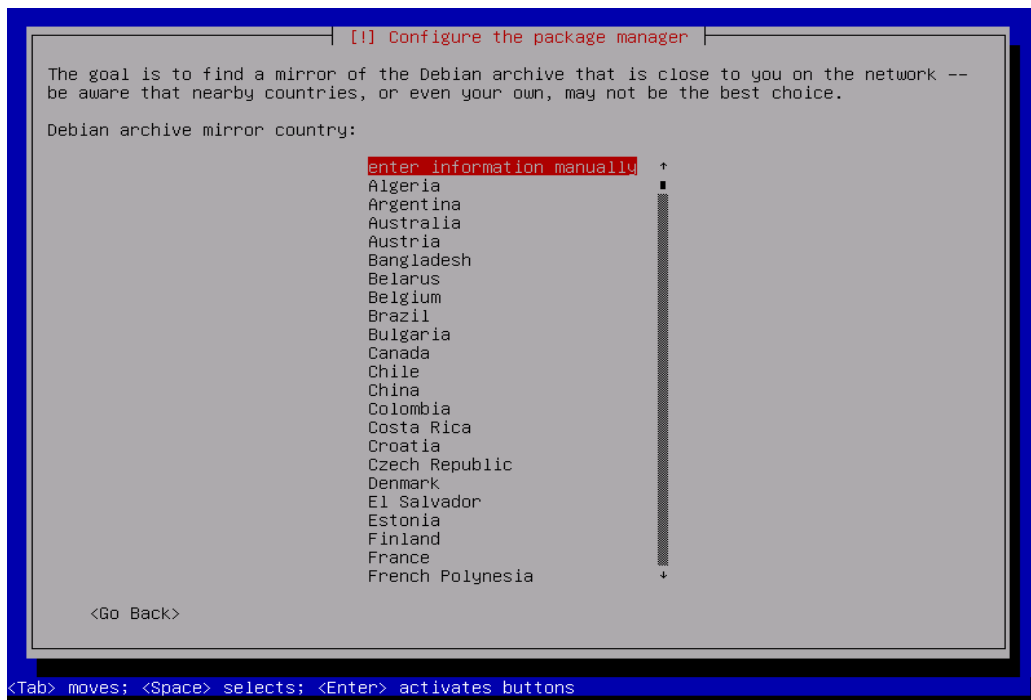 [!] Configure the package manager
The goal is to find a mirror of the Debian archive that is close to you on the network --
be aware that nearby countries, or even your own, may not be the best choice.
Debian archive mirror country:
enter information manually
Algeria
Argentina
Australia
Austria
Bangladesh
Belarus
Belgium
Brazil
Bulgaria
Canada
Chile
China
Colombia
Costa Rica
Croatia
Czech Republic
Denmark
El Salvador
Estonia
Finland
France
French Polynesia
<Go Back>
<Tab> moves; <Space> selects; <Enter> activates buttons